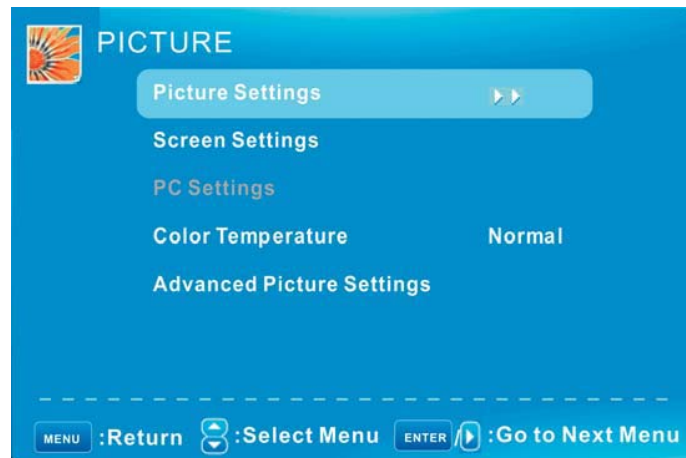 PICTURE
Picture Settings
Screen Settings
PC Settings
Color Temperature Normal
Advanced Picture Settings
MENU :Return :Select Menu ENTER / :Go to Next Menu